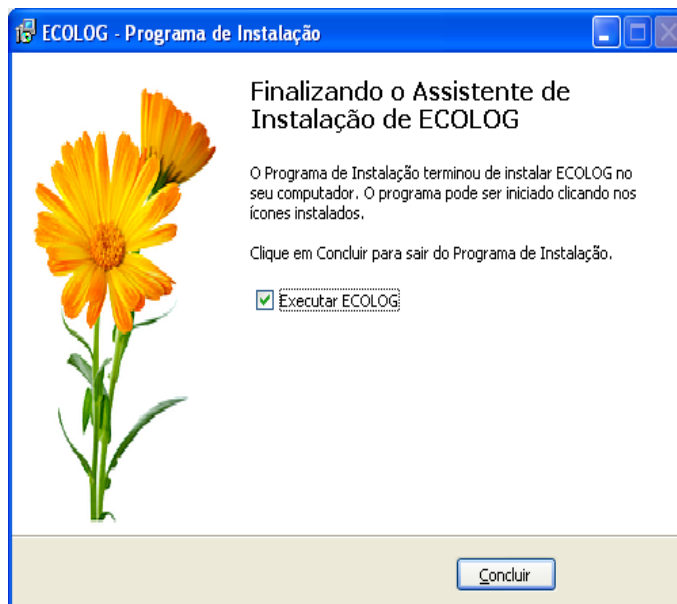 ECOLOG - Programa de Instalação
Finalizando o Assistente de
Instalação de ECOLOG
O Programa de Instalação terminou de instalar ECOLOG no
seu computador. O programa pode ser iniciado clicando nos
ícones instalados.
Clique em Concluir para sair do Programa de Instalação.
Executar ECOLOG
Concluir